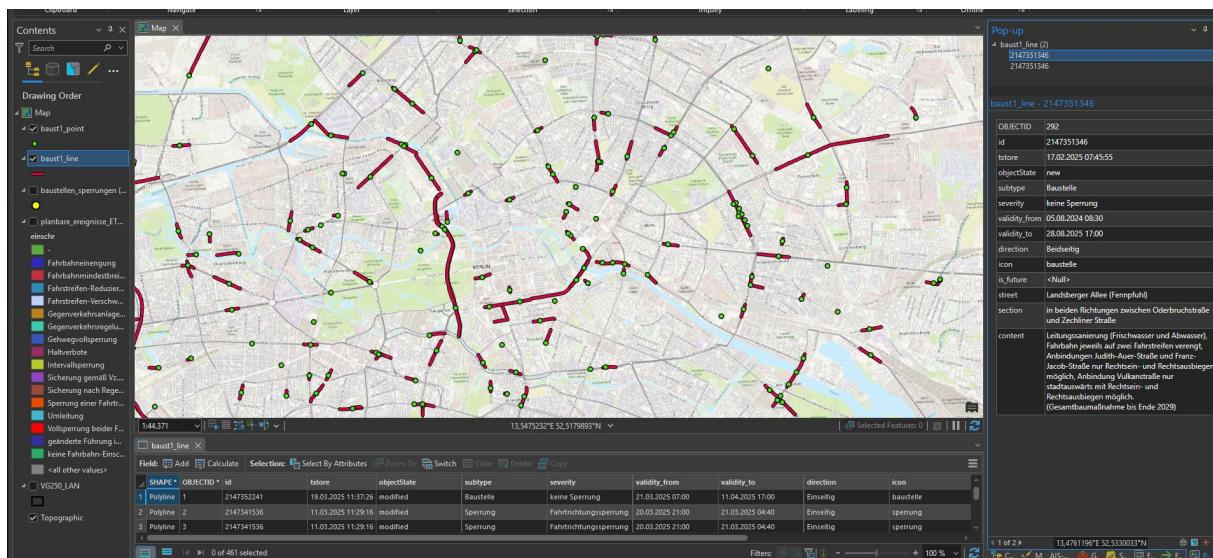 Clipboard
Navigate
Layer
Selection
Inquiry
Labeling
Offline
Contents
Search
Drawing Order
Map
baust1_point
baust1_line
baustellen_sperrungen (...
planbare_ereignisse_ET...
einschr
-
Fahrbahneinengung
Fahrbahnmindestbrei...
Fahrstreifen-Reduzier...
Fahrstreifen-Verschw...
Gegenverkehrsanlage...
Gegenverkehrsregelu...
Gehwegvollsperrung
Haltverbote
Intervallsperrung
Sicherung gemäß Vz....
Sicherung nach Rege...
Sperrung einer Fahrtr...
Umleitung
Vollsperrung beider F...
geänderte Führung i...
keine Fahrbahn-Einsc...
<all other values>
VG250_LAN
Topographic
Map
BERLIN
1:44.371
13,5475232°E 52,5179893°N
Selected Features: 0
baust1_line
Field: Add Calculate Selection: Select By Attributes Zoom To Switch Clear Delete Copy
SHAPE * OBJECTID * id tstore objectState subtype severity validity_from validity_to direction icon
1 Polyline 1 2147352241 19.03.2025 11:37:26 modified Baustelle keine Sperrung 21.03.2025 07:00 11.04.2025 17:00 Einseitig baustelle
2 Polyline 2 2147341536 11.03.2025 11:29:16 modified Sperrung Fahrtrichtungssperrung 20.03.2025 21:00 21.03.2025 04:40 Einseitig sperrung
3 Polyline 3 2147341536 11.03.2025 11:29:16 modified Sperrung Fahrtrichtungssperrung 20.03.2025 21:00 21.03.2025 04:40 Einseitig sperrung
0 of 461 selected
Filters:
100 %
Pop-up
baust1_line (2)
2147351346
2147351346
baust1_line - 2147351346
OBJECTID 292
id 2147351346
tstore 17.02.2025 07:45:55
objectState new
subtype Baustelle
severity keine Sperrung
validity_from 05.08.2024 08:30
validity_to 28.08.2025 17:00
direction Beidseitig
icon baustelle
is_future <Null>
street Landsberger Allee (Fennpfuhl)
section in beiden Richtungen zwischen Oderbruchstraße
und Zechliner Straße
content Leitungssanierung (Frischwasser und Abwasser),
Fahrbahn jeweils auf zwei Fahrstreifen verengt,
Anbindungen Judith-Auer-Straße und Franz-
Jacob-Straße nur Rechtsein- und Rechtsausbiegen
möglich, Anbindung Vulkanstraße nur
stadtauswärts mit Rechtsein- und
Rechtsausbiegen möglich.
(Gesamtbaumaßnahme bis Ende 2029)
1 of 2
13,4761196°E 52,5330033°N